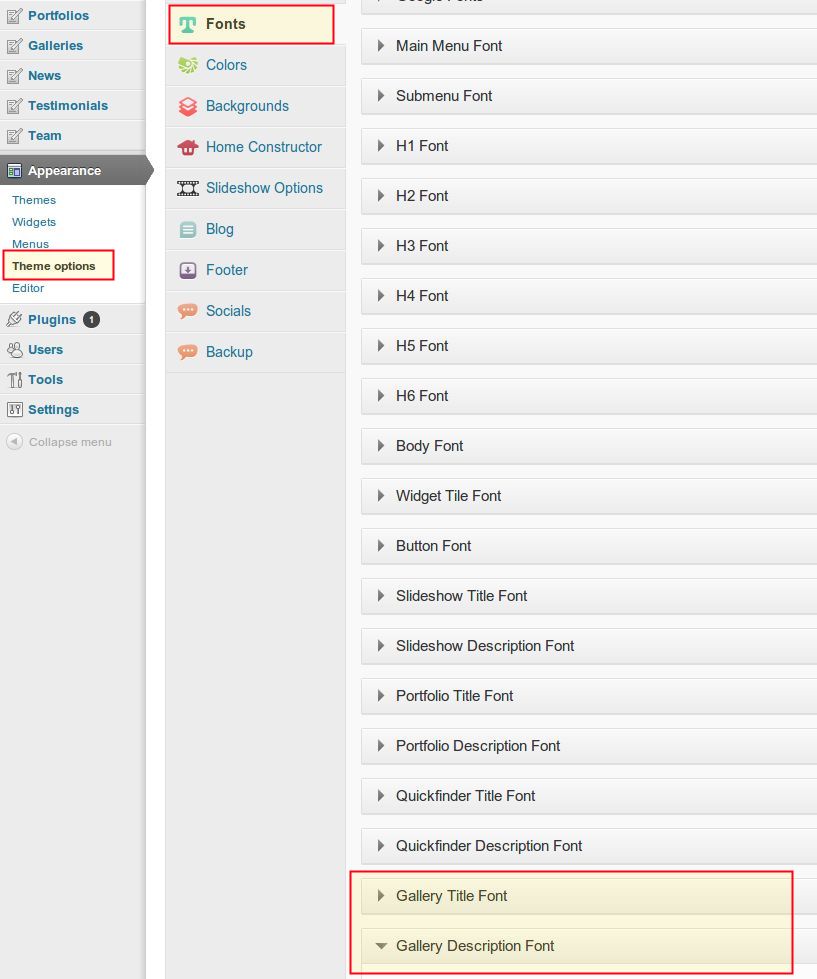 Portfolios
Galleries
News
Testimonials
Team
Appearance
Themes
Widgets
Menus
Theme options
Editor
Plugins 1
Users
Tools
Settings
Collapse menu
Fonts
Colors
Backgrounds
Home Constructor
Slideshow Options
Blog
Footer
Socials
Backup
Google Fonts
Main Menu Font
Submenu Font
H1 Font
H2 Font
H3 Font
H4 Font
H5 Font
H6 Font
Body Font
Widget Tile Font
Button Font
Slideshow Title Font
Slideshow Description Font
Portfolio Title Font
Portfolio Description Font
Quickfinder Title Font
Quickfinder Description Font
Gallery Title Font
Gallery Description Font